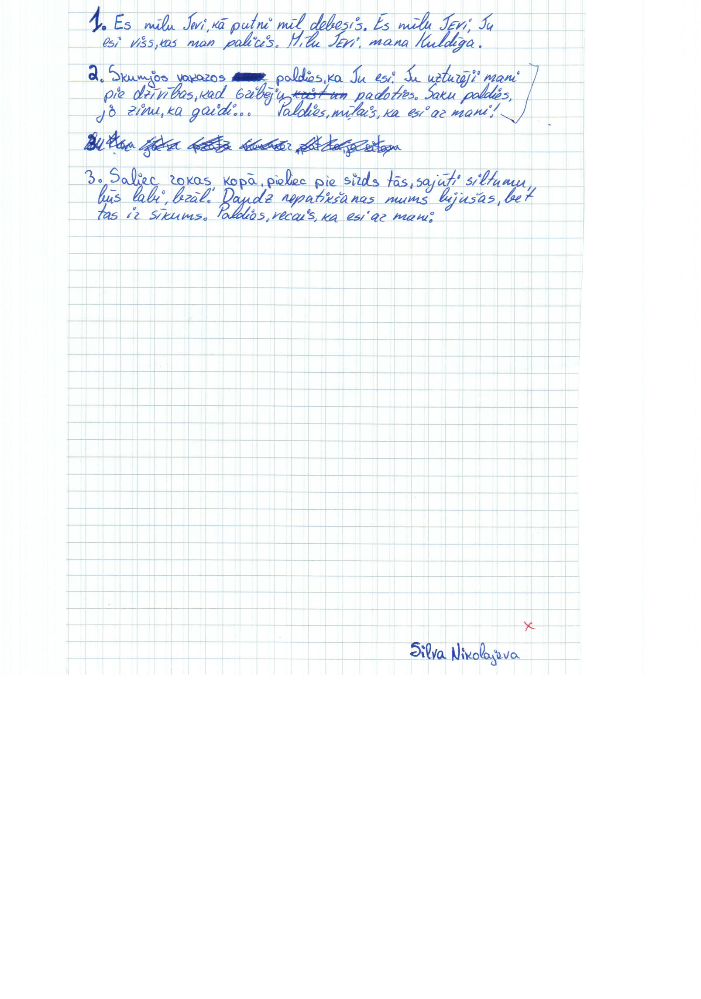 1. Es mīlu Tevi, kā putni mīl debesis. Es mīlu TEVi, Tu
esi viss, kas man palicis. Mīlu TEVi, mana Kuldīga.
2. Skumjos vakaros paldies, ka Tu esi. Tu uzturēji mani
pie dzīvības, kad Gribēju krist un padoties. Saku paldies,
jo zinu, ka gaidi... Paldies, mīļais, ka esi ar mani!
3. Saliec rokas kopā, pieliec pie sirds tās, sajūti siltumu,
būs labi, brāl. Daudz nepatikšanas mums bijušas, bet
tas ir sīkums. Paldies, vecais, ka esi ar mani.
Silva Nikolajeva